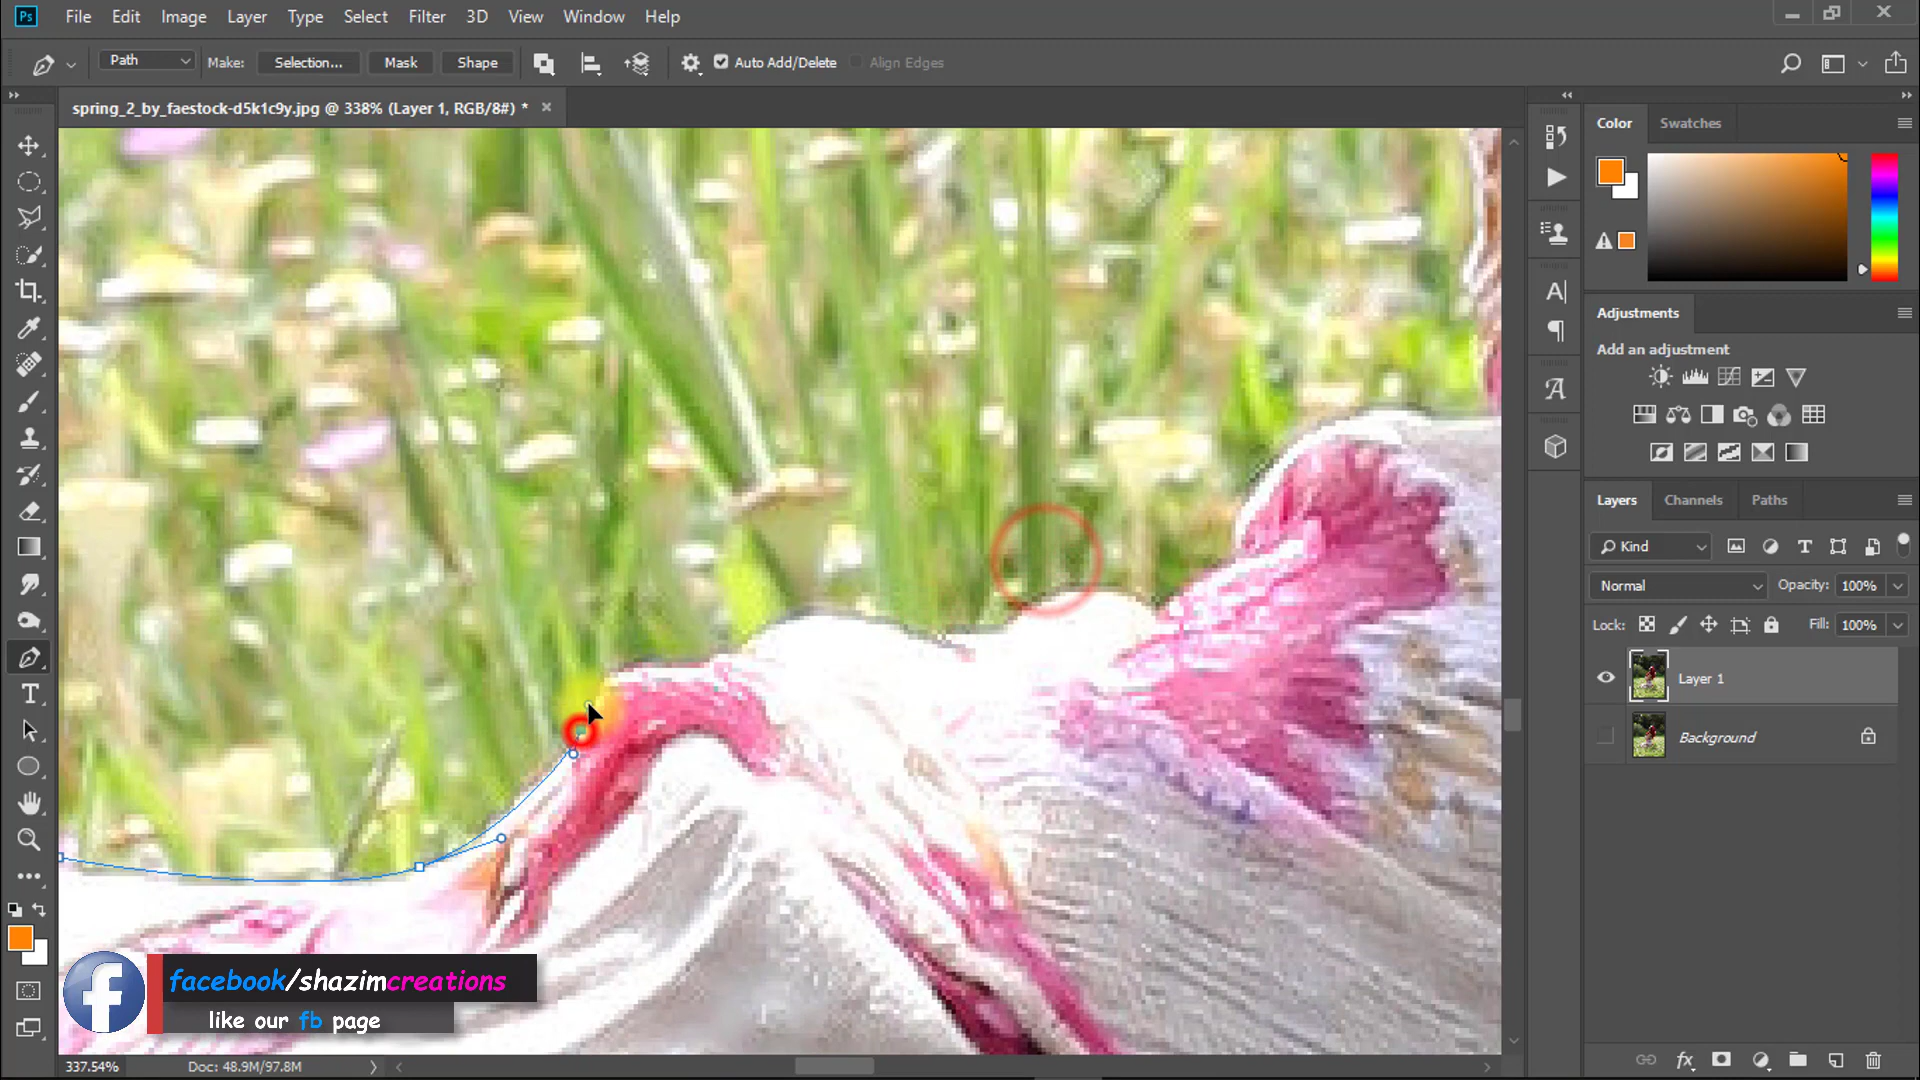 Ps File Edit Image Layer Type Select Filter 3D View Window Help
Path Make: Selection... Mask Shape Auto Add/Delete Align Edges
spring_2_by_faestock-d5k1c9y.jpg @ 338% (Layer 1, RGB/8#) *
Color Swatches
Adjustments
Add an adjustment
Layers Channels Paths
Kind
Normal Opacity: 100%
Lock: Fill: 100%
Layer 1
Background
facebook/shazimcreations
like our fb page
337.54% Doc: 48.9M/97.8M